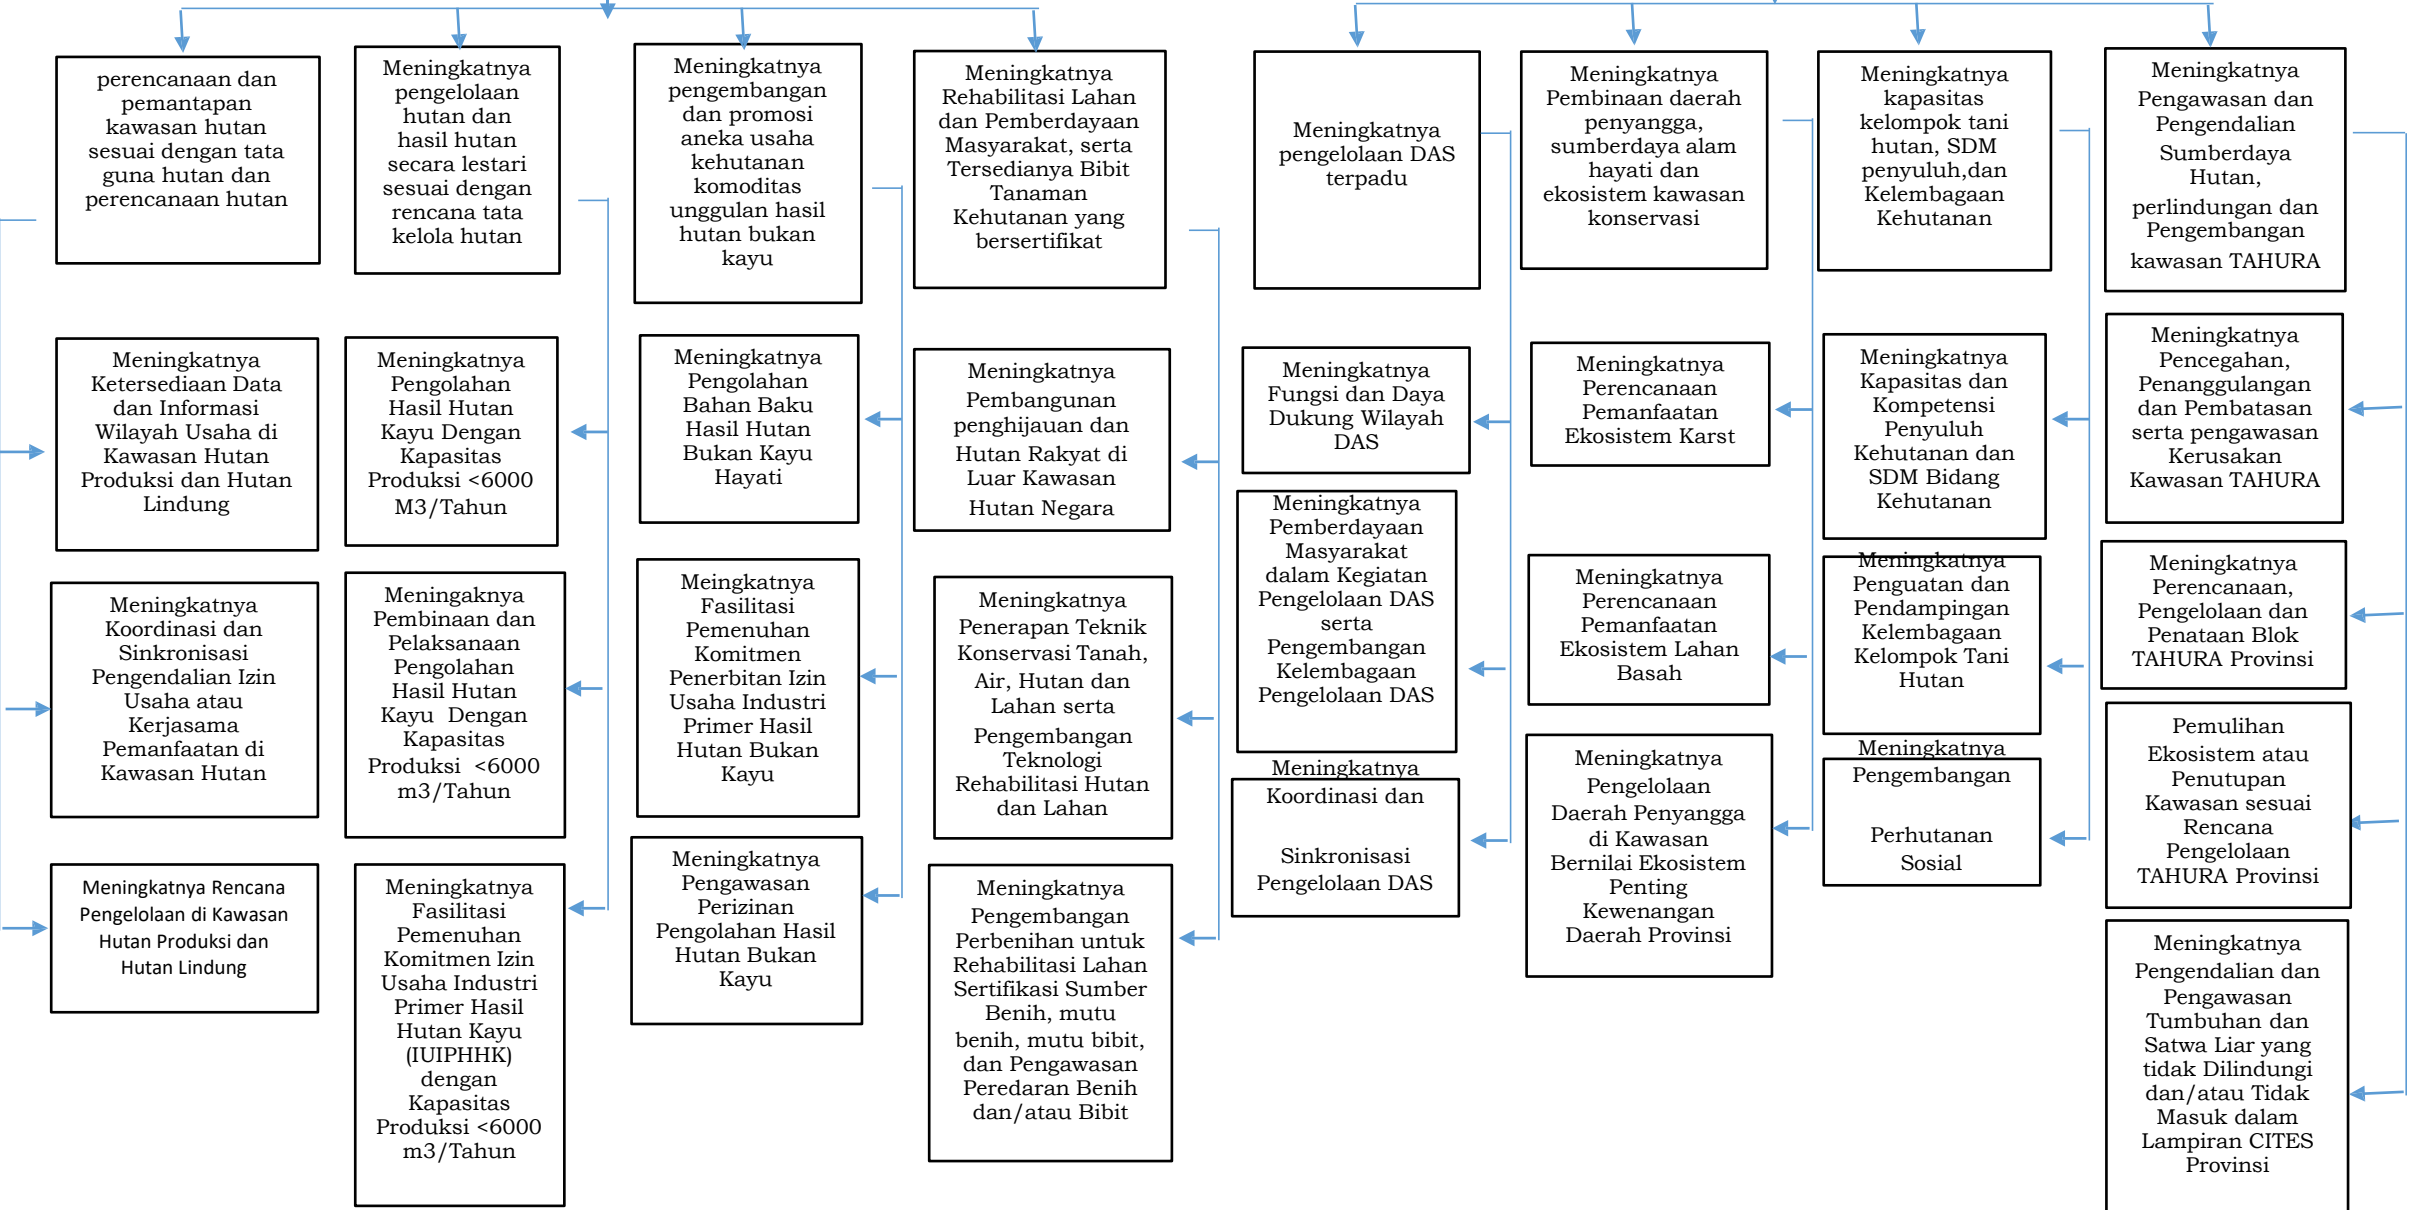 perencanaan dan
pemantapan
kawasan hutan
sesuai dengan tata
guna hutan dan
perencanaan hutan
Meningkatnya
pengelolaan
hutan dan
hasil hutan
secara lestari
sesuai dengan
rencana tata
kelola hutan
Meningkatnya
pengembangan
dan promosi
aneka usaha
kehutanan
komoditas
unggulan hasil
hutan bukan
kayu
Meningkatnya
Rehabilitasi Lahan
dan Pemberdayaan
Masyarakat, serta
Tersedianya Bibit
Tanaman
Kehutanan yang
bersertifikat
Meningkatnya
pengelolaan DAS
terpadu
Meningkatnya
Pembinaan daerah
penyangga,
sumberdaya alam
hayati dan
ekosistem kawasan
konservasi
Meningkatnya
kapasitas
kelompok tani
hutan, SDM
penyuluh,dan
Kelembagaan
Kehutanan
Meningkatnya
Pengawasan dan
Pengendalian
Sumberdaya
Hutan,
perlindungan dan
Pengembangan
kawasan TAHURA
Meningkatnya
Ketersediaan Data
dan Informasi
Wilayah Usaha di
Kawasan Hutan
Produksi dan Hutan
Lindung
Meningkatnya
Pengolahan
Hasil Hutan
Kayu Dengan
Kapasitas
Produksi <6000
M3/Tahun
Meningkatnya
Pengolahan
Bahan Baku
Hasil Hutan
Bukan Kayu
Hayati
Meningkatnya
Pembangunan
penghijauan dan
Hutan Rakyat di
Luar Kawasan
Hutan Negara
Meningkatnya
Fungsi dan Daya
Dukung Wilayah
DAS
Meningkatnya
Perencanaan
Pemanfaatan
Ekosistem Karst
Meningkatnya
Kapasitas dan
Kompetensi
Penyuluh
Kehutanan dan
SDM Bidang
Kehutanan
Meningkatnya
Pencegahan,
Penanggulangan
dan Pembatasan
serta pengawasan
Kerusakan
Kawasan TAHURA
Meningkatnya
Koordinasi dan
Sinkronisasi
Pengendalian Izin
Usaha atau
Kerjasama
Pemanfaatan di
Kawasan Hutan
Meningaknya
Pembinaan dan
Pelaksanaan
Pengolahan
Hasil Hutan
Kayu  Dengan
Kapasitas
Produksi  <6000
m3/Tahun
Meingkatnya
Fasilitasi
Pemenuhan
Komitmen
Penerbitan Izin
Usaha Industri
Primer Hasil
Hutan Bukan
Kayu
Meningkatnya
Penerapan Teknik
Konservasi Tanah,
Air, Hutan dan
Lahan serta
Pengembangan
Teknologi
Rehabilitasi Hutan
dan Lahan
Meningkatnya
Pemberdayaan
Masyarakat
dalam Kegiatan
Pengelolaan DAS
serta
Pengembangan
Kelembagaan
Pengelolaan DAS
Meningkatnya
Perencanaan
Pemanfaatan
Ekosistem Lahan
Basah
Meningkatnya
Penguatan dan
Pendampingan
Kelembagaan
Kelompok Tani
Hutan
Meningkatnya
Perencanaan,
Pengelolaan dan
Penataan Blok
TAHURA Provinsi
Meningkatnya Rencana
Pengelolaan di Kawasan
Hutan Produksi dan
Hutan Lindung
Meningkatnya
Fasilitasi
Pemenuhan
Komitmen Izin
Usaha Industri
Primer Hasil
Hutan Kayu
(IUIPHHK)
dengan
Kapasitas
Produksi <6000
m3/Tahun
Meningkatnya
Pengawasan
Perizinan
Pengolahan Hasil
Hutan Bukan
Kayu
Meningkatnya
Pengembangan
Perbenihan untuk
Rehabilitasi Lahan
Sertifikasi Sumber
Benih, mutu
benih, mutu bibit,
dan Pengawasan
Peredaran Benih
dan/atau Bibit
Meningkatnya
Koordinasi dan
Sinkronisasi
Pengelolaan DAS
Meningkatnya
Pengelolaan
Daerah Penyangga
di Kawasan
Bernilai Ekosistem
Penting
Kewenangan
Daerah Provinsi
Meningkatnya
Pengembangan
Perhutanan
Sosial
Pemulihan
Ekosistem atau
Penutupan
Kawasan sesuai
Rencana
Pengelolaan
TAHURA Provinsi
Meningkatnya
Pengendalian dan
Pengawasan
Tumbuhan dan
Satwa Liar yang
tidak Dilindungi
dan/atau Tidak
Masuk dalam
Lampiran CITES
Provinsi